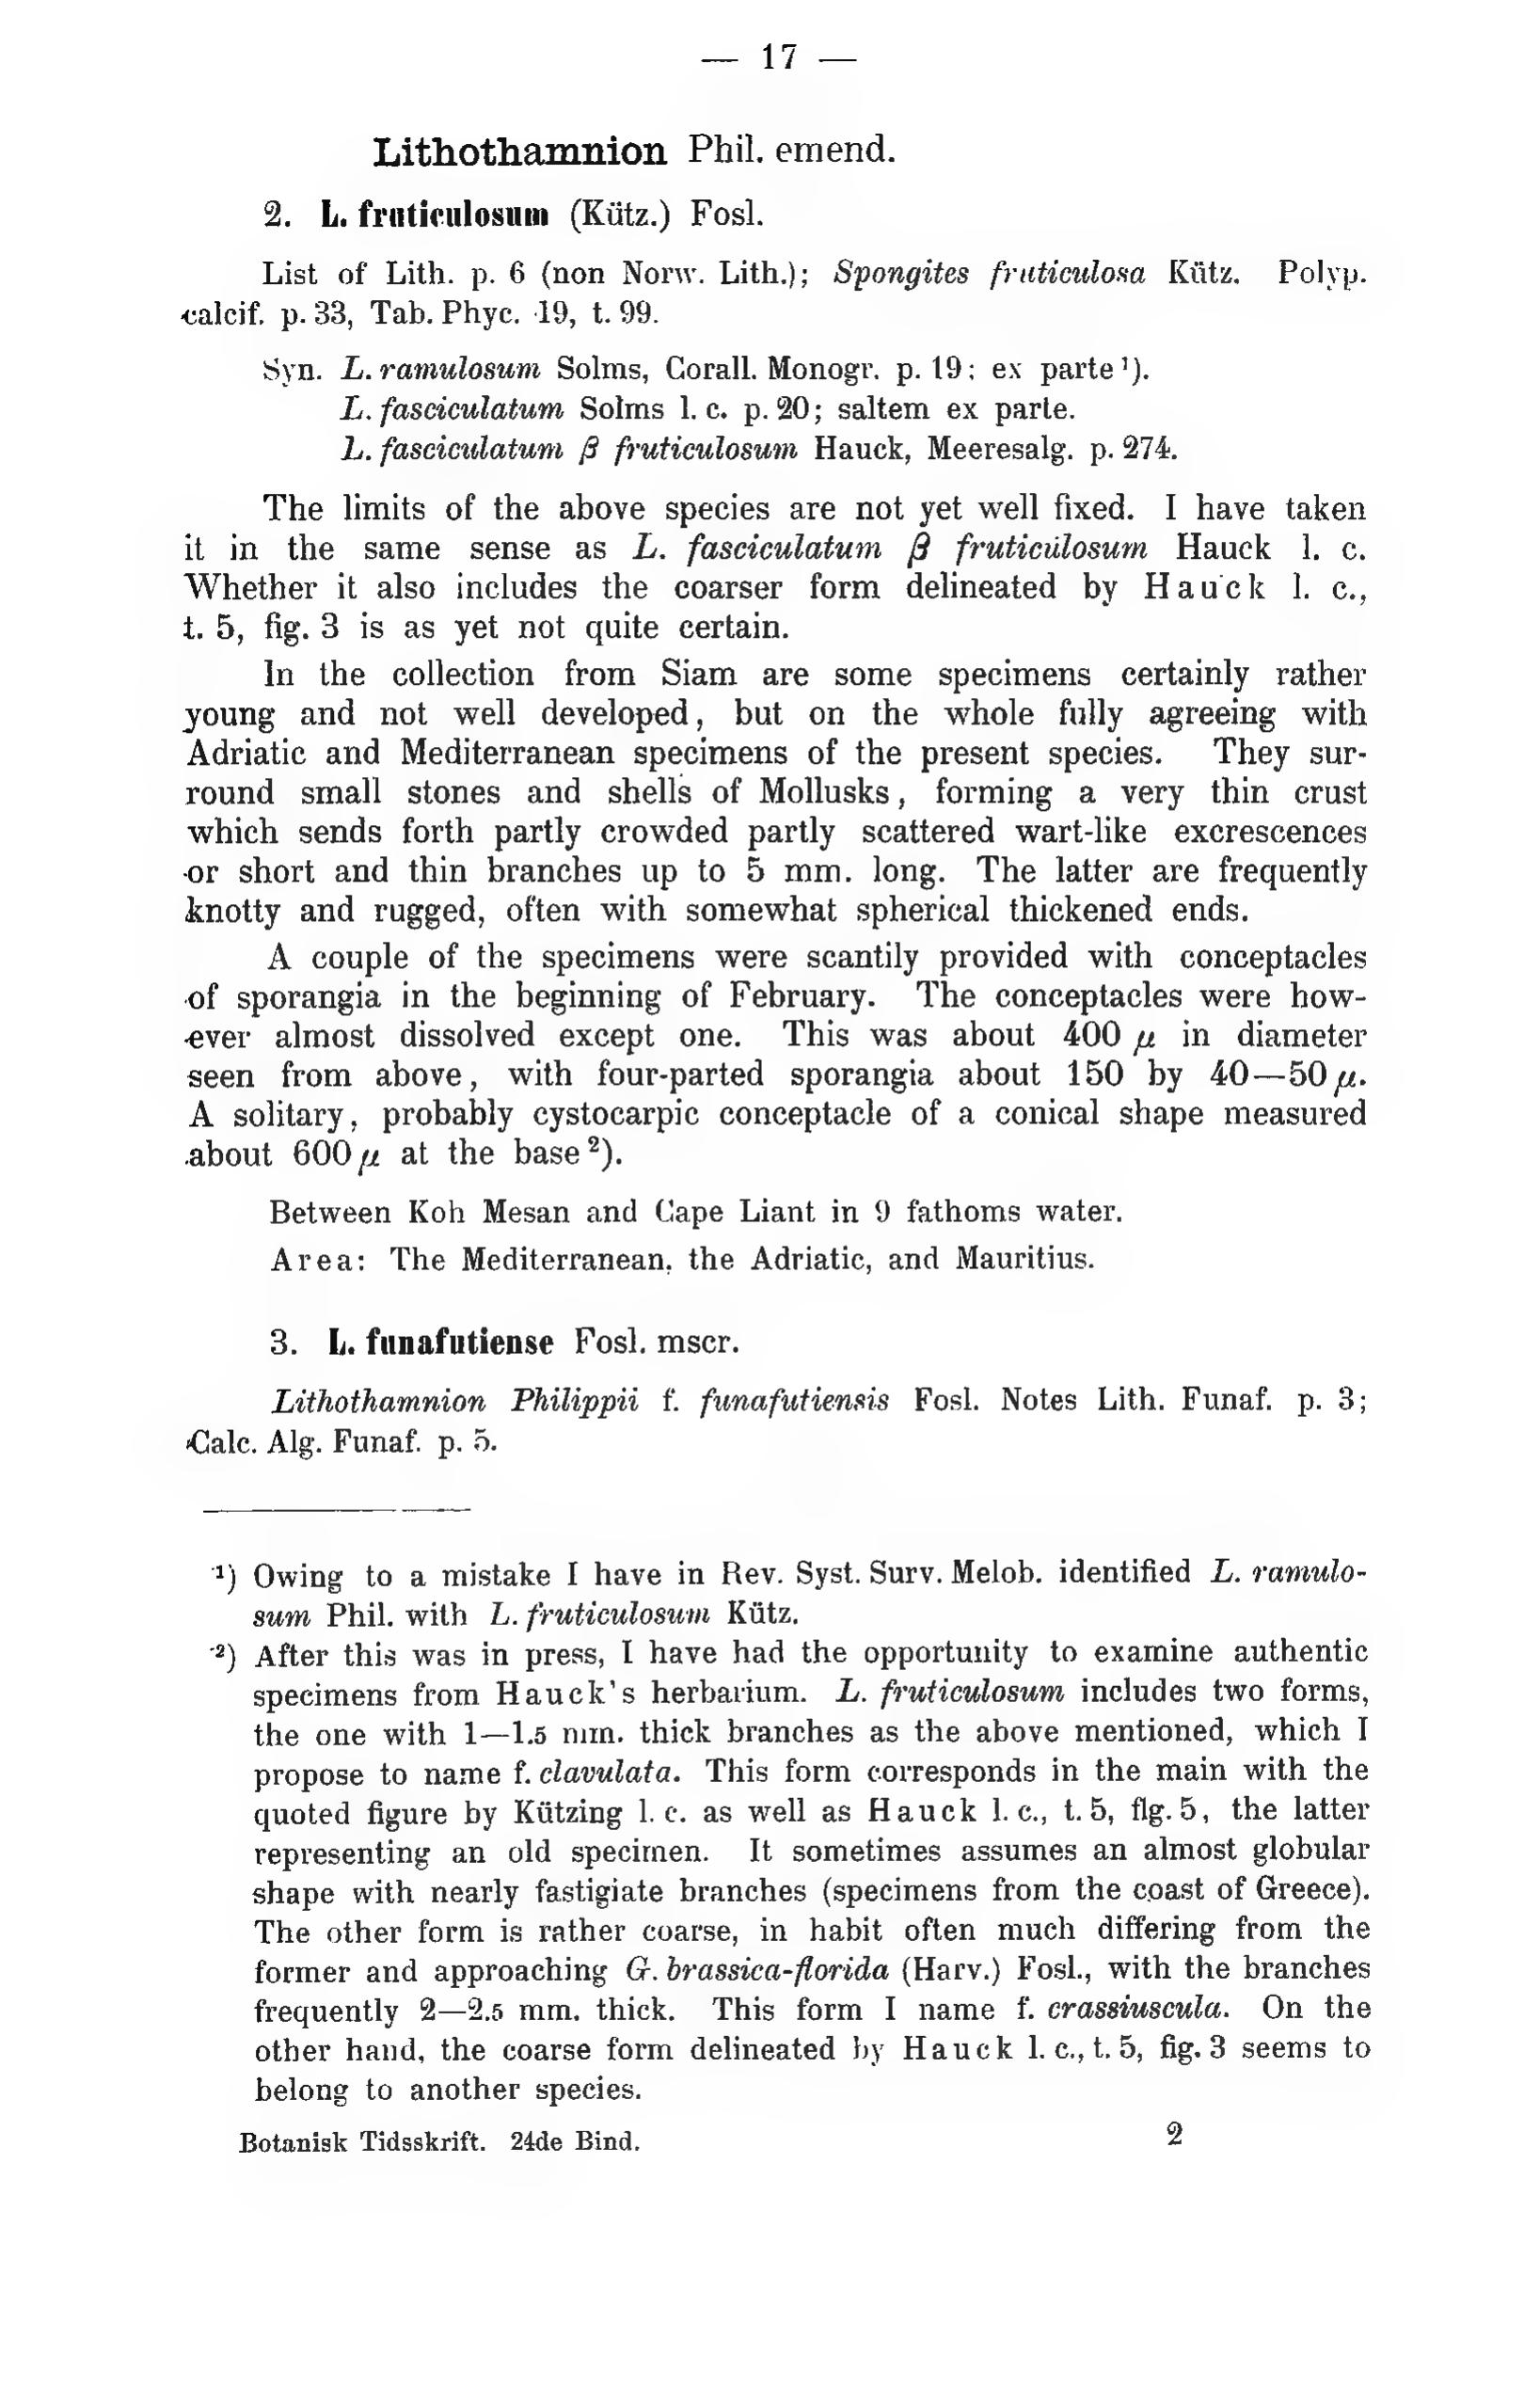 — 17 —
Lithothamnion Phil. emend.
2. L. fruticulosum (Kütz.) Fosl.
List of Lith. p. 6 (non Norw. Lith.); Spongites fruticulosa Kütz. Polyp.
calcif. p. 33, Tab. Phyc. 19, t. 99.
Syn. L. ramulosum Solms, Corall. Monogr. p. 19; ex parte ¹).
L. fasciculatum Solms l. c. p. 20; saltem ex parte.
L. fasciculatum β fruticulosum Hauck, Meeresalg. p. 274.
The limits of the above species are not yet well fixed. I have taken
it in the same sense as L. fasciculatum β fruticulosum Hauck l. c.
Whether it also includes the coarser form delineated by Hauck l. c.,
t. 5, fig. 3 is as yet not quite certain.
In the collection from Siam are some specimens certainly rather
young and not well developed, but on the whole fully agreeing with
Adriatic and Mediterranean specimens of the present species. They sur-
round small stones and shells of Mollusks, forming a very thin crust
which sends forth partly crowded partly scattered wart-like excrescences
or short and thin branches up to 5 mm. long. The latter are frequently
knotty and rugged, often with somewhat spherical thickened ends.
A couple of the specimens were scantily provided with conceptacles
of sporangia in the beginning of February. The conceptacles were how-
ever almost dissolved except one. This was about 400 μ in diameter
seen from above, with four-parted sporangia about 150 by 40—50 μ.
A solitary, probably cystocarpic conceptacle of a conical shape measured
about 600 μ at the base ²).
Between Koh Mesan and Cape Liant in 9 fathoms water.
Area: The Mediterranean, the Adriatic, and Mauritius.
3. L. funafutiense Fosl. mscr.
Lithothamnion Philippii f. funafutiensis Fosl. Notes Lith. Funaf. p. 3;
Calc. Alg. Funaf. p. 5.
¹) Owing to a mistake I have in Rev. Syst. Surv. Melob. identified L. ramulo-
sum Phil. with L. fruticulosum Kütz.
²) After this was in press, I have had the opportunity to examine authentic
specimens from Hauck's herbarium. L. fruticulosum includes two forms,
the one with 1—1.5 mm. thick branches as the above mentioned, which I
propose to name f. clavulata. This form corresponds in the main with the
quoted figure by Kützing l. c. as well as Hauck l. c., t. 5, fig. 5, the latter
representing an old specimen. It sometimes assumes an almost globular
shape with nearly fastigiate branches (specimens from the coast of Greece).
The other form is rather coarse, in habit often much differing from the
former and approaching G. brassica-florida (Harv.) Fosl., with the branches
frequently 2—2.5 mm. thick. This form I name f. crassiuscula. On the
other hand, the coarse form delineated by Hauck l. c., t. 5, fig. 3 seems to
belong to another species.
Botanisk Tidsskrift. 24de Bind. 2